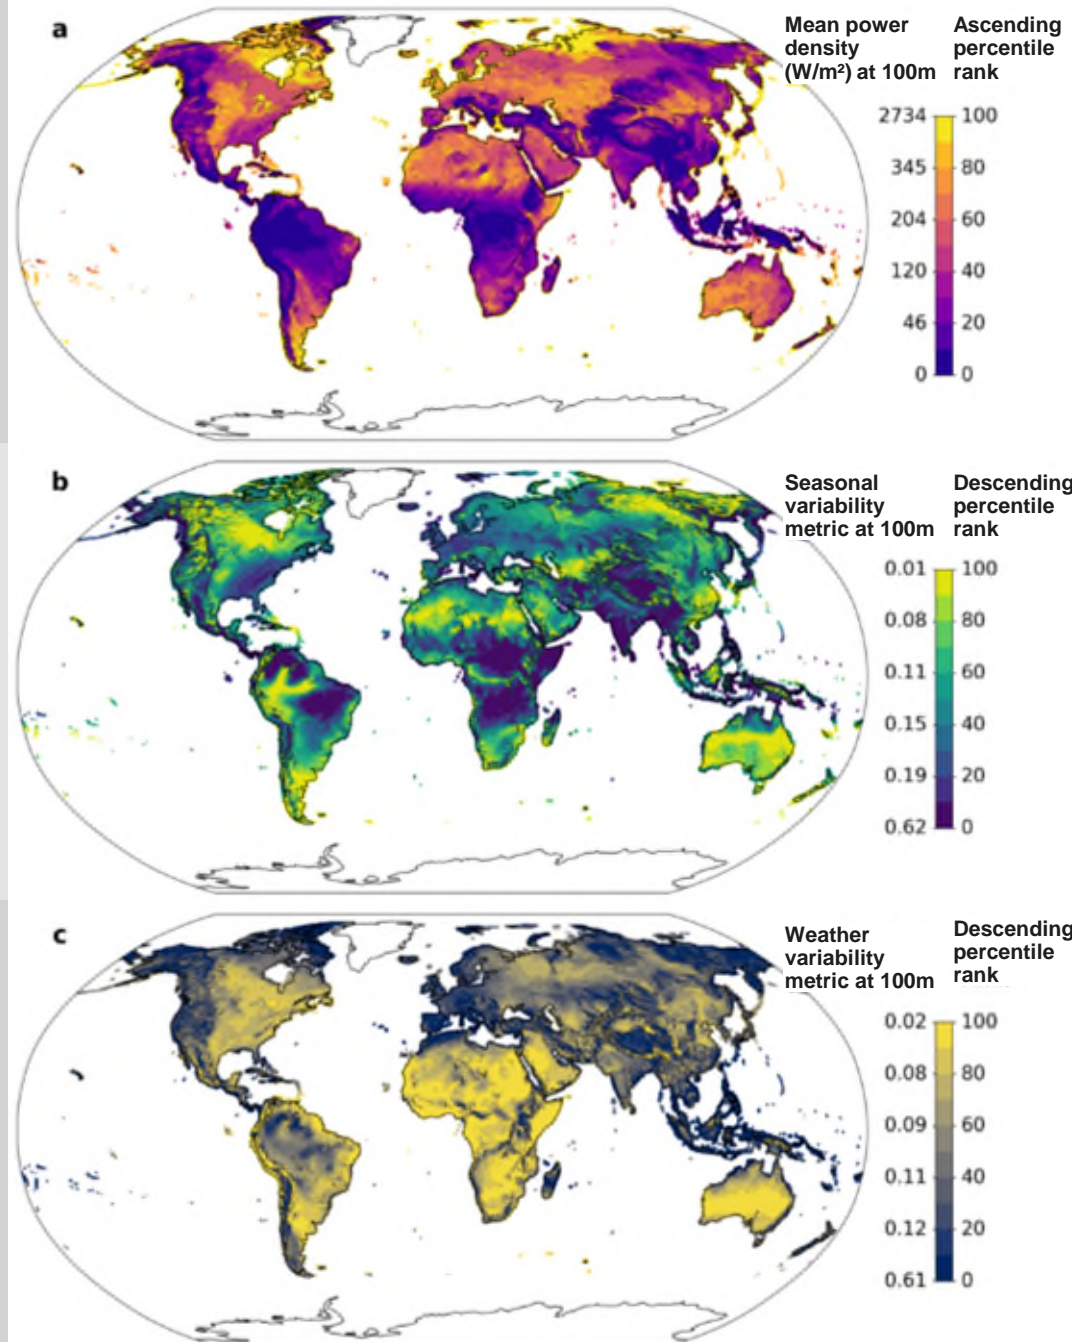 a
Mean power
density
(W/m²) at 100m
Ascending
percentile
rank
2734 100
345 80
204 60
120 40
46 20
0 0
b
Seasonal
variability
metric at 100m
Descending
percentile
rank
0.01 100
0.08 80
0.11 60
0.15 40
0.19 20
0.62 0
c
Weather
variability
metric at 100m
Descending
percentile
rank
0.02 100
0.08 80
0.09 60
0.11 40
0.12 20
0.61 0